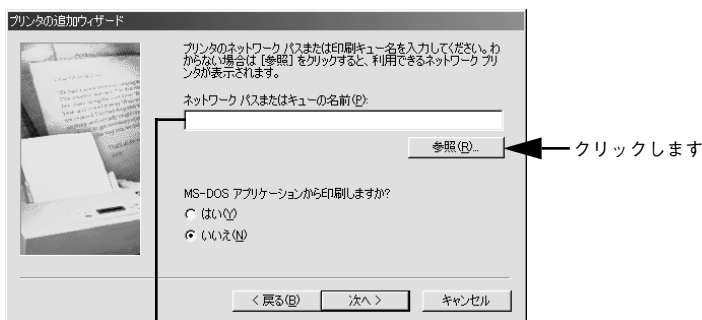 プリンタの追加ウィザード
プリンタのネットワーク パスまたは印刷キュー名を入力してください。わ
からない場合は [参照] をクリックすると、利用できるネットワーク プリ
ンタが表示されます。
ネットワーク パスまたはキューの名前(P):
参照(R)...
クリックします
MS-DOS アプリケーションから印刷しますか?
はい(Y)
いいえ(N)
< 戻る(B)
次へ >
キャンセル